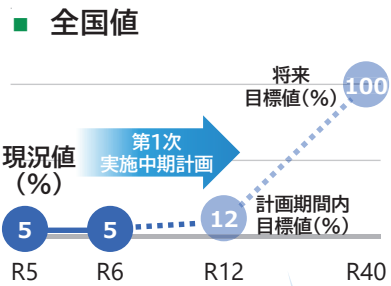 ■ 全国値
将来
目標値(%)
100
第1次
実施中期計画
現況値
(%)
計画期間内
目標値(%)
5
5
12
R5
R6
R12
R40